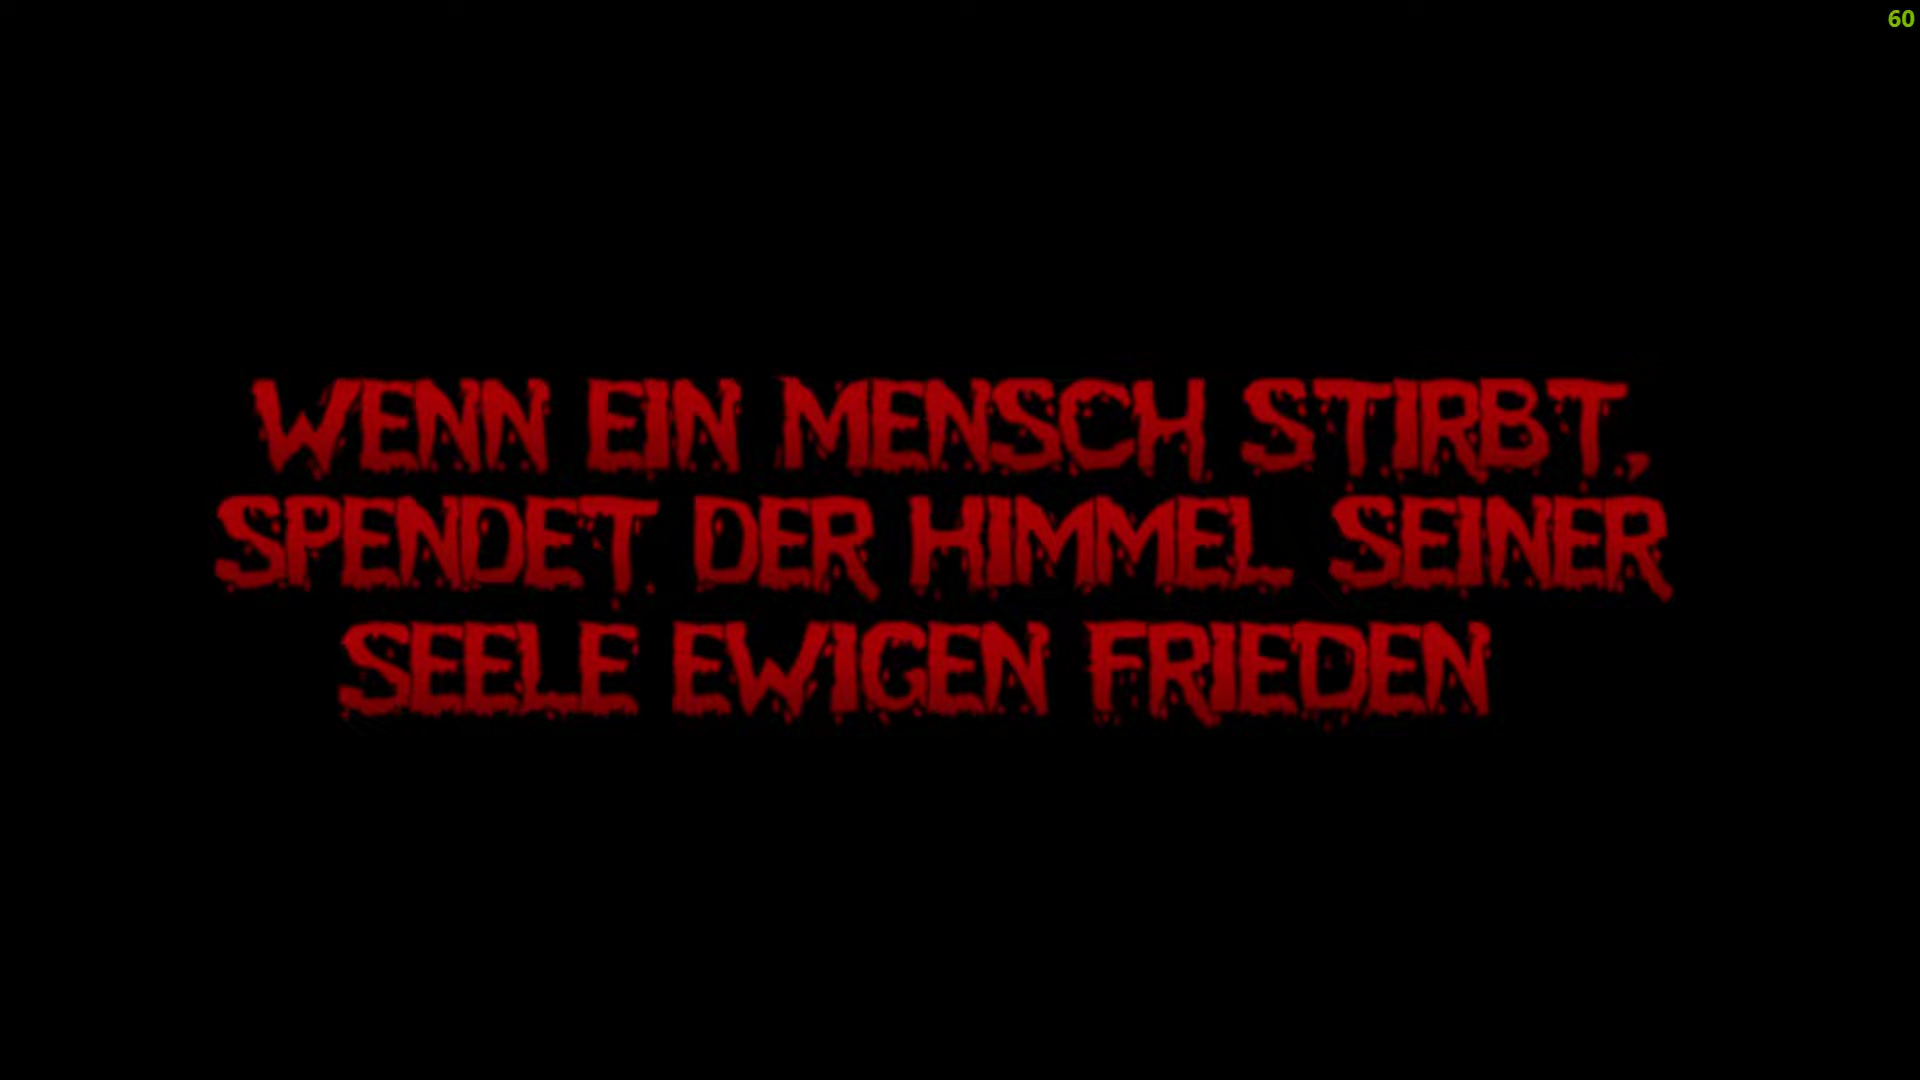 60
WENN EIN MENSCH STIRBT,
SPENDET DER HIMMEL SEINER
SEELE EWIGEN FRIEDEN